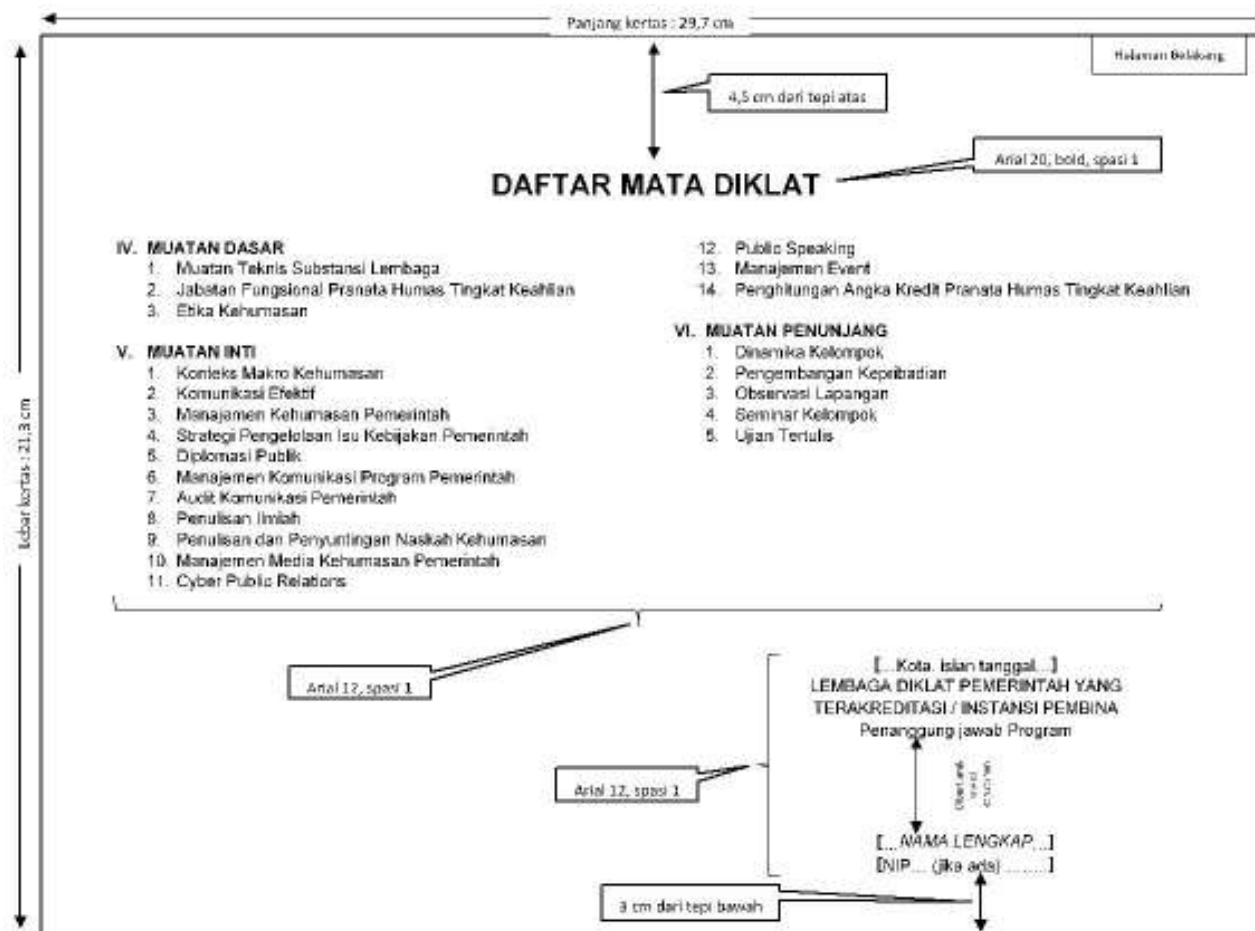 Panjang kertas : 29,7 cm
Halaman Belakang
4,5 cm dari tepi atas
Arial 20, bold, spasi 1
DAFTAR MATA DIKLAT
IV. MUATAN DASAR
1. Muatan Teknis Substansi Lembaga
2. Jabatan Fungsional Pranata Humas Tingkat Keahlian
3. Etika Kehumasan
V. MUATAN INTI
1. Konteks Makro Kehumasan
2. Komunikasi Efektif
3. Manajemen Kehumasan Pemerintah
4. Strategi Pengelolaan Isu Kebijakan Pemerintah
5. Diplomasi Publik
6. Manajemen Komunikasi Program Pemerintah
7. Audit Komunikasi Pemerintah
8. Penulisan Ilmiah
9. Penulisan dan Penyuntingan Naskah Kehumasan
10. Manajemen Media Kehumasan Pemerintah
11. Cyber Public Relations
12. Public Speaking
13. Manajemen Event
14. Penghitungan Angka Kredit Pranata Humas Tingkat Keahlian
VI. MUATAN PENUNJANG
1. Dinamika Kelompok
2. Pengembangan Kepribadian
3. Observasi Lapangan
4. Seminar Kelompok
5. Ujian Tertulis
Lebar kertas : 21,3 cm
Arial 12, spasi 1
[...Kota, isian tanggal...]
LEMBAGA DIKLAT PEMERINTAH YANG
TERAKREDITASI / INSTANSI PEMBINA
Penanggung jawab Program
Arial 12, spasi 1
[...NAMA LENGKAP...]
[NIP.... (jika ada) .........]
3 cm dari tepi bawah